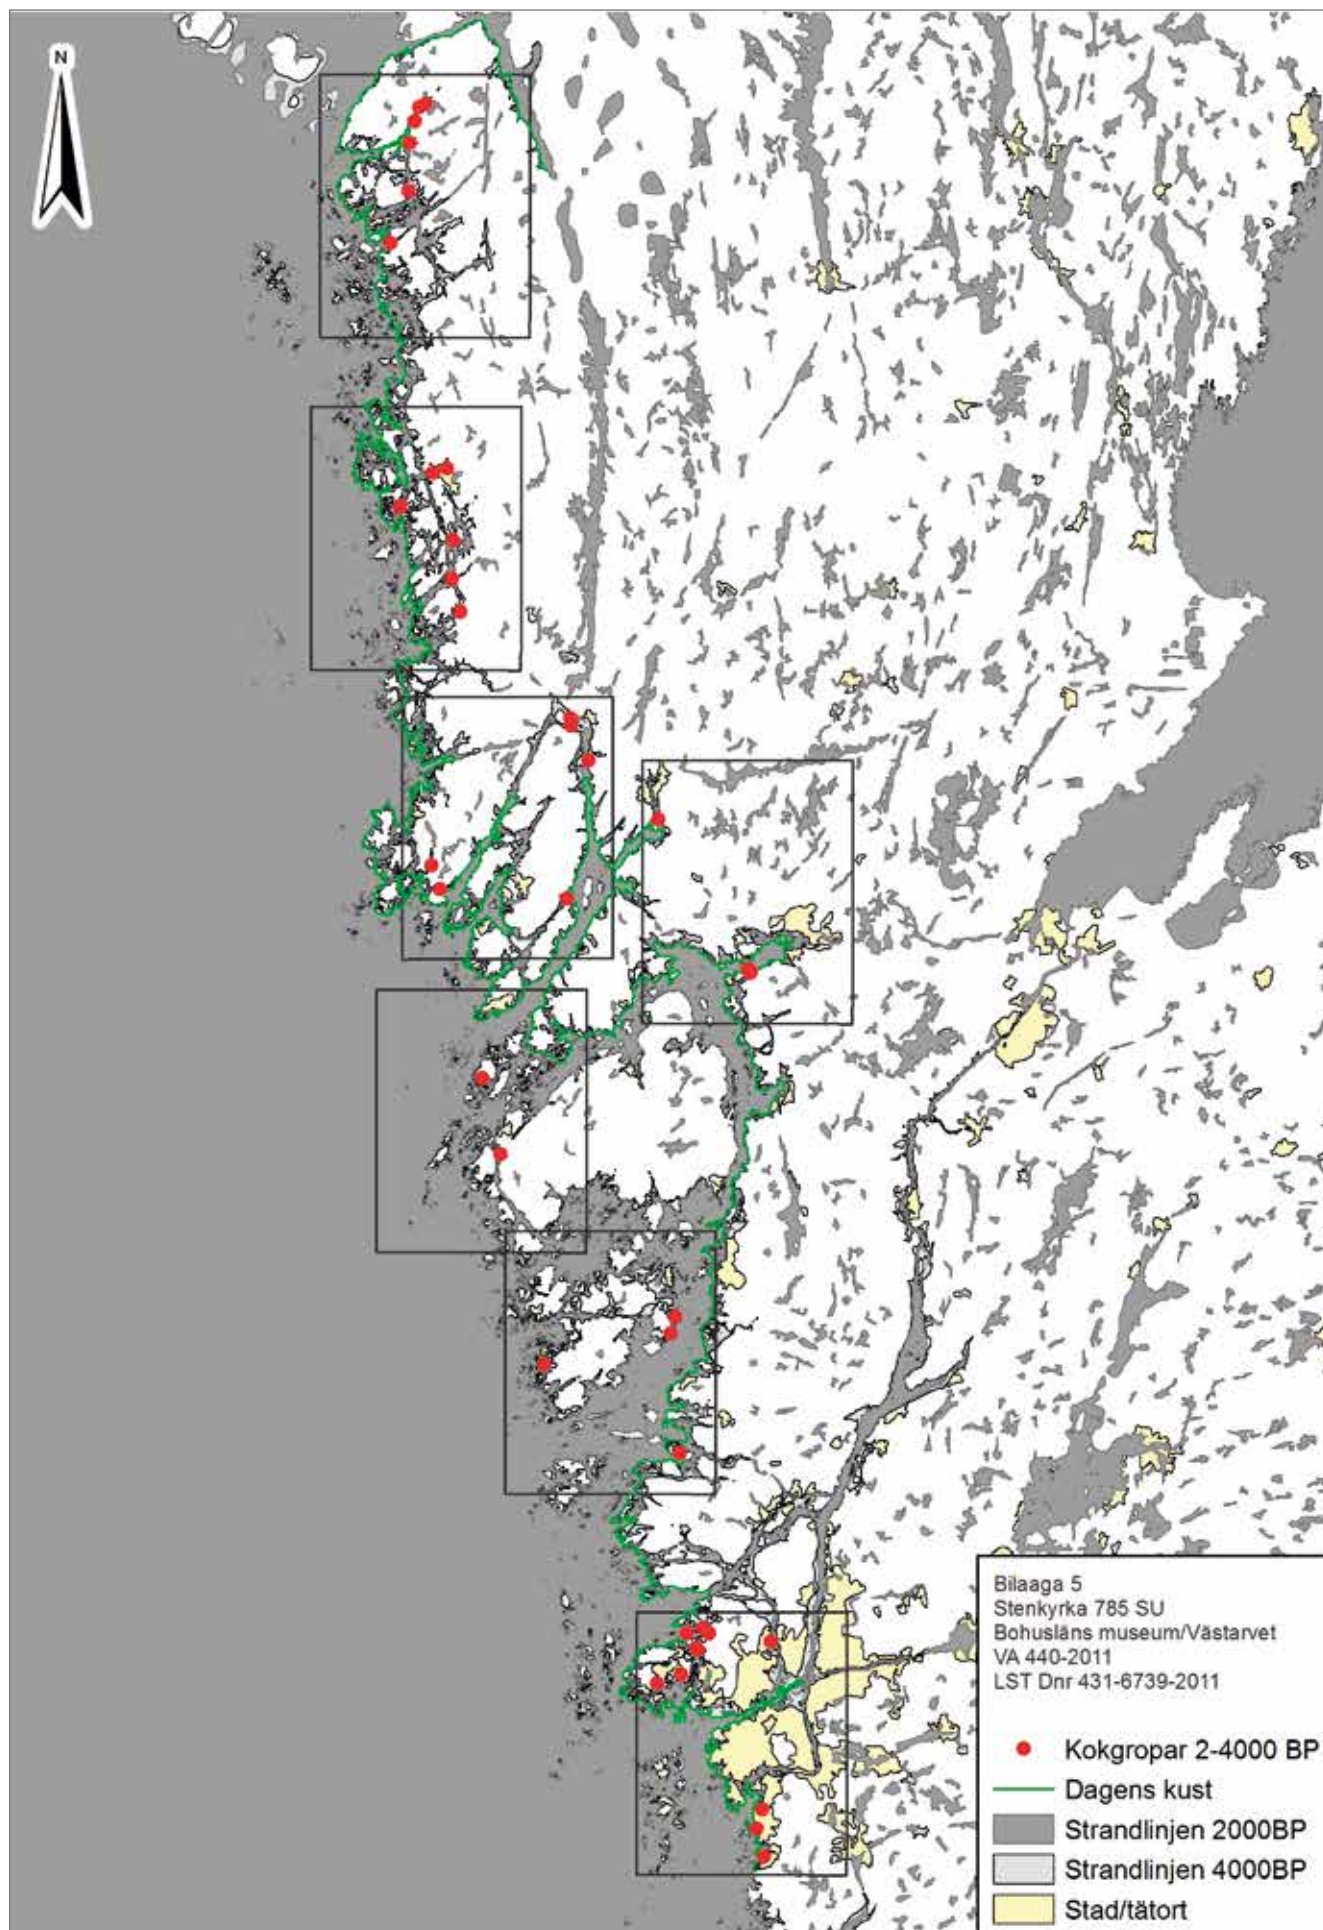 N
Bilaaga 5
Stenkyrka 785 SU
Bohusläns museum/Västarvet
VA 440-2011
LST Dnr 431-6739-2011
Kokgropar 2-4000 BP
Dagens kust
Strandlinjen 2000BP
Strandlinjen 4000BP
Stad/tätort